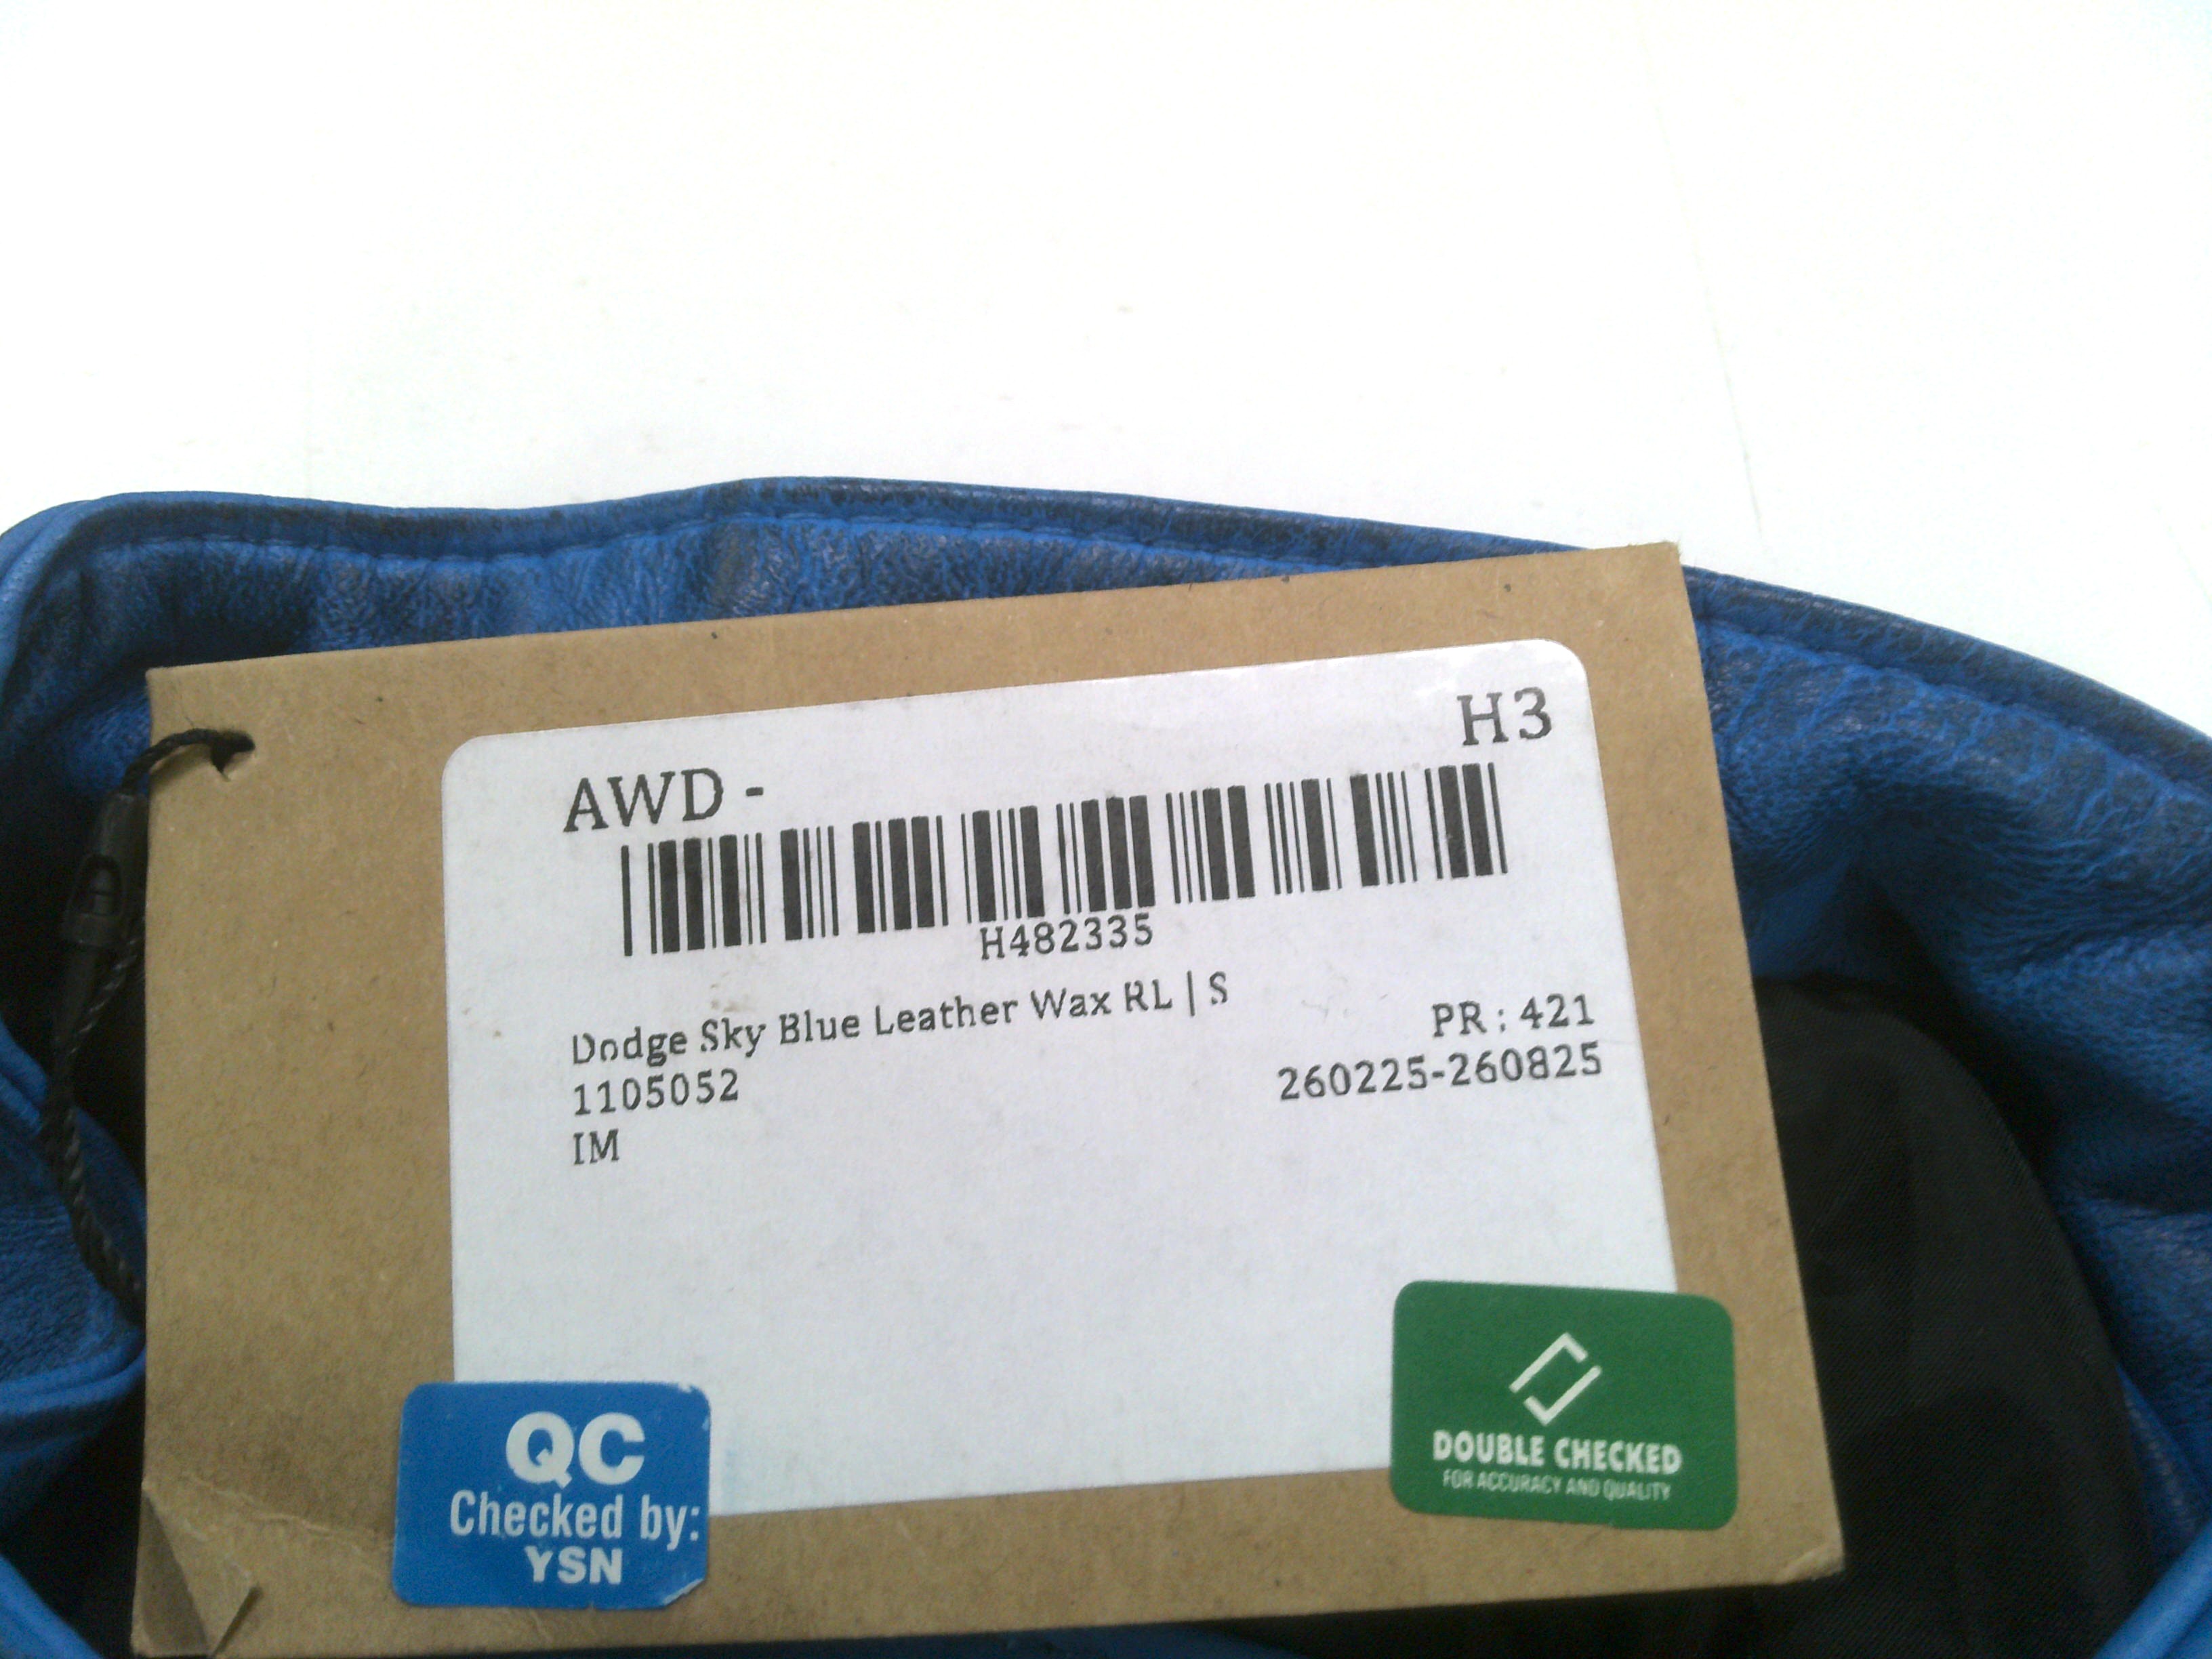 H3
AWD -
H482335
Dodge Sky Blue Leather Wax RL | S
PR : 421
1105052
260225-260825
IM
QC
Checked by:
YSN
DOUBLE CHECKED
FOR ACCURACY AND QUALITY